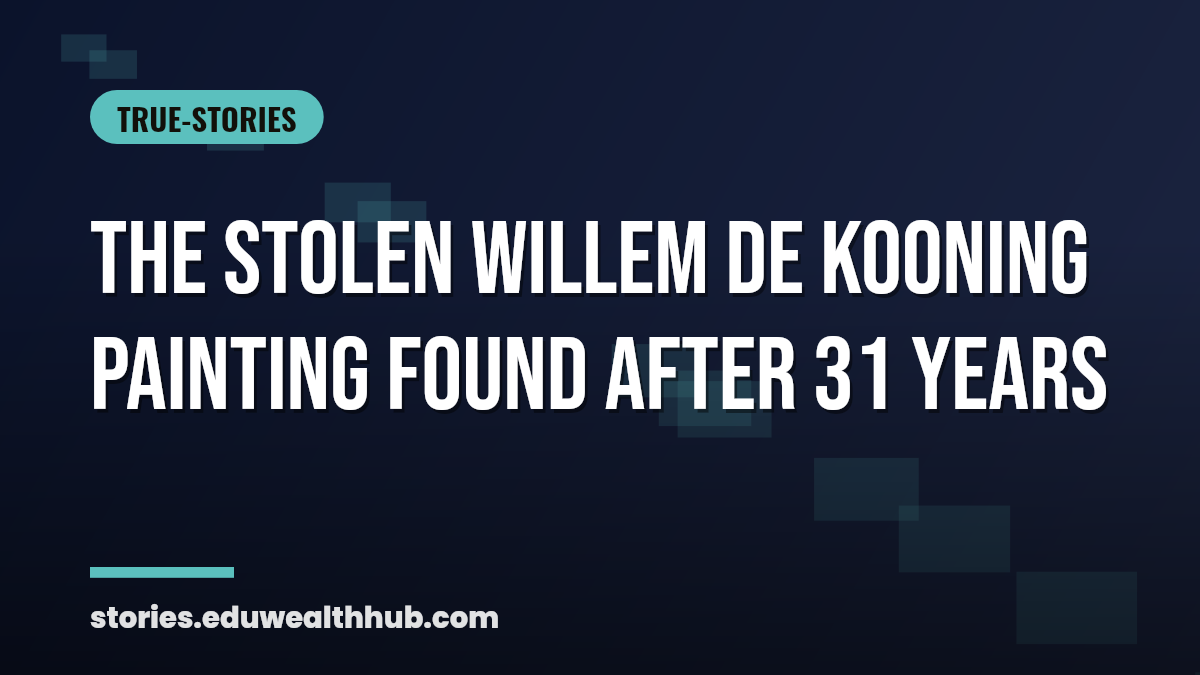 TRUE-STORIES
THE STOLEN WILLEM DE KOONING
PAINTING FOUND AFTER 31 YEARS
stories.eduwealthhub.com